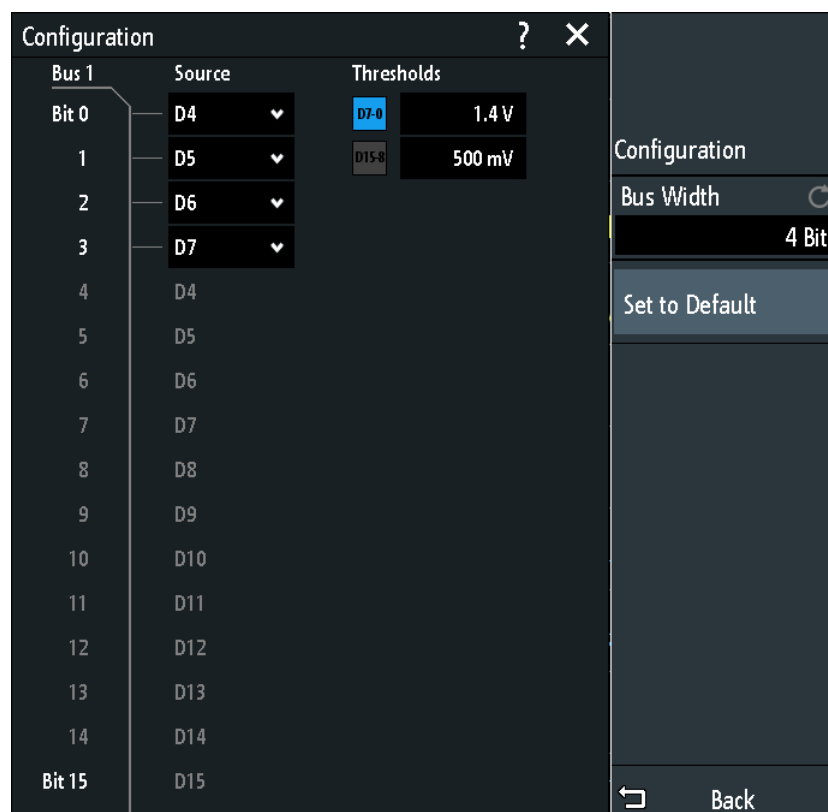 Configuration ? ✕
Bus 1 Source Thresholds
Bit 0 D4 D7-0 1.4 V
1 D5 D15-8 500 mV
2 D6
3 D7
4 D4
5 D5
6 D6
7 D7
8 D8
9 D9
10 D10
11 D11
12 D12
13 D13
14 D14
Bit 15 D15
Configuration
Bus Width
4 Bit
Set to Default
Back